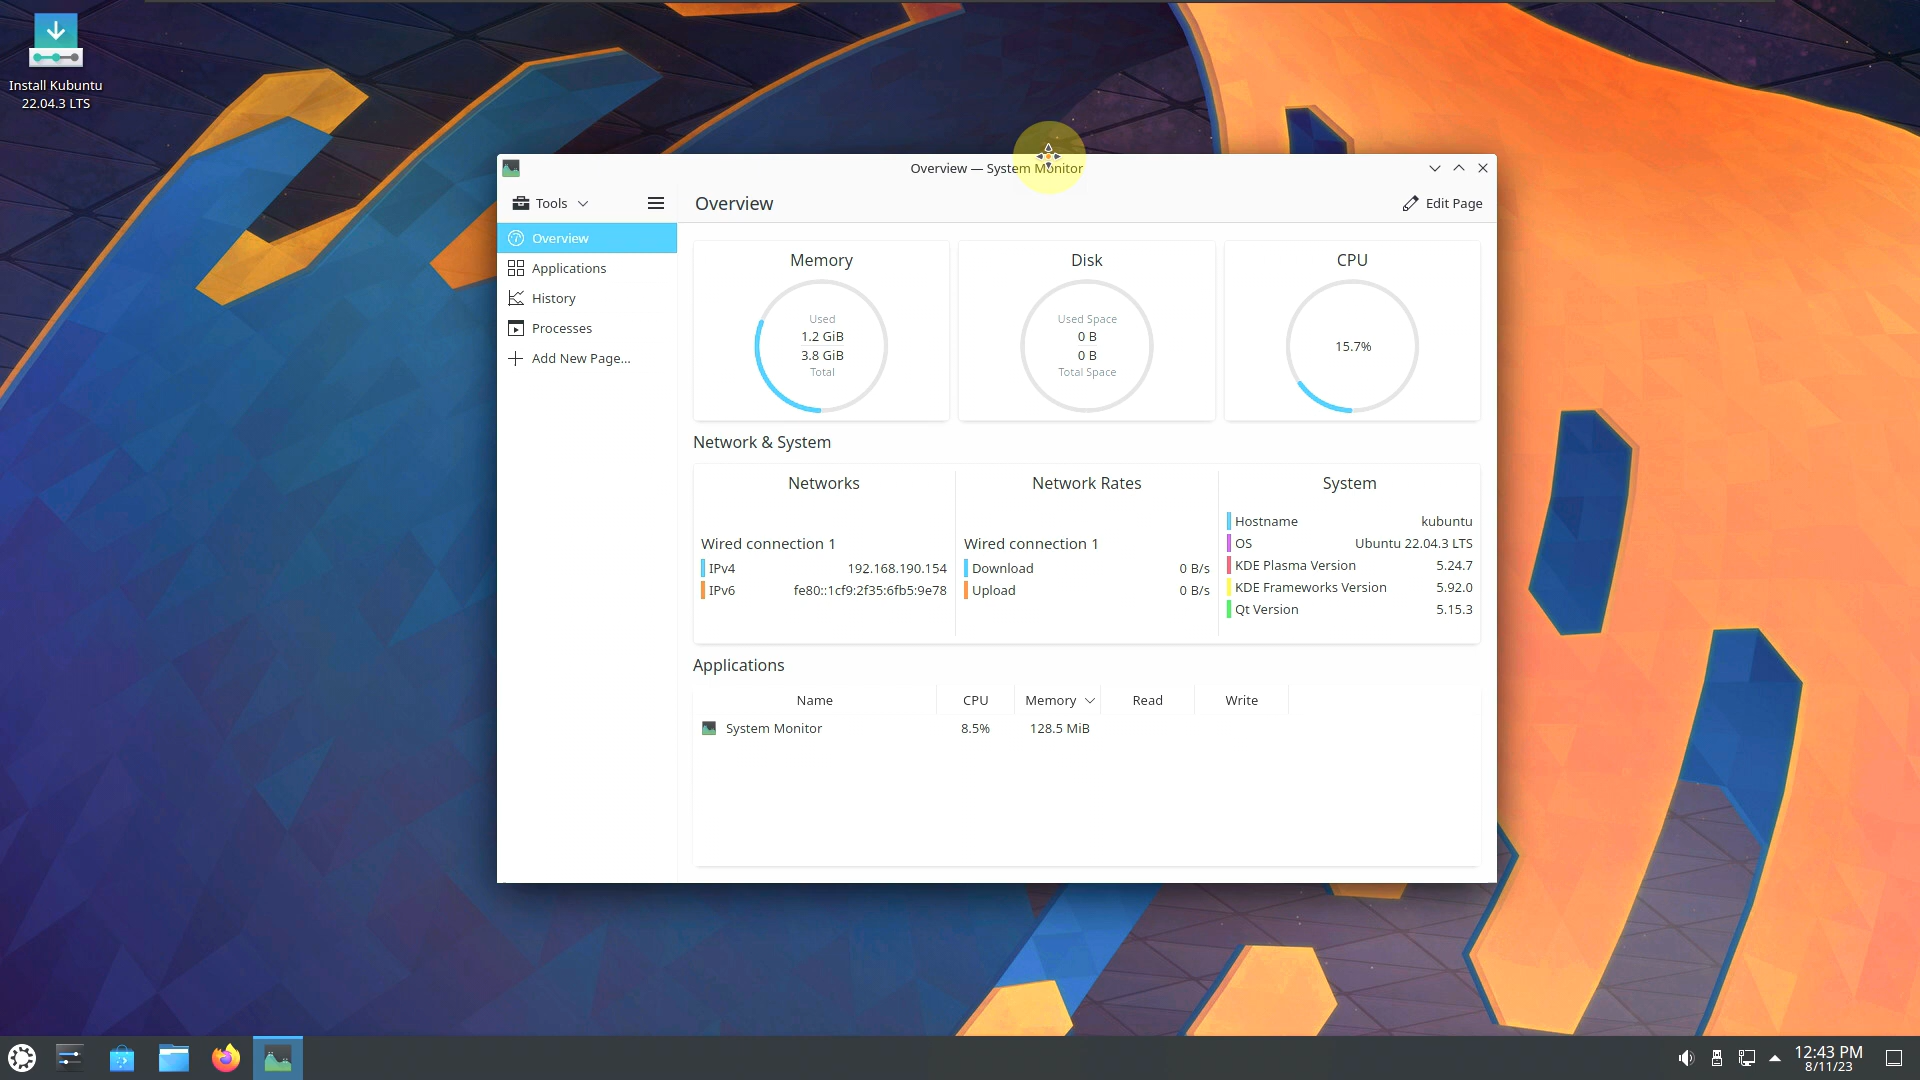 Install Kubuntu
22.04.3 LTS
Overview — System Monitor
Tools
Overview
Edit Page
Overview
Applications
History
Processes
Add New Page...
Memory
Used
1.2 GiB
3.8 GiB
Total
Disk
Used Space
0 B
0 B
Total Space
CPU
15.7%
Network & System
Networks
Wired connection 1
IPv4 192.168.190.154
IPv6 fe80::1cf9:2f35:6fb5:9e78
Network Rates
Wired connection 1
Download 0 B/s
Upload 0 B/s
System
Hostname kubuntu
OS Ubuntu 22.04.3 LTS
KDE Plasma Version 5.24.7
KDE Frameworks Version 5.92.0
Qt Version 5.15.3
Applications
Name CPU Memory Read Write
System Monitor 8.5% 128.5 MiB
12:43 PM
8/11/23